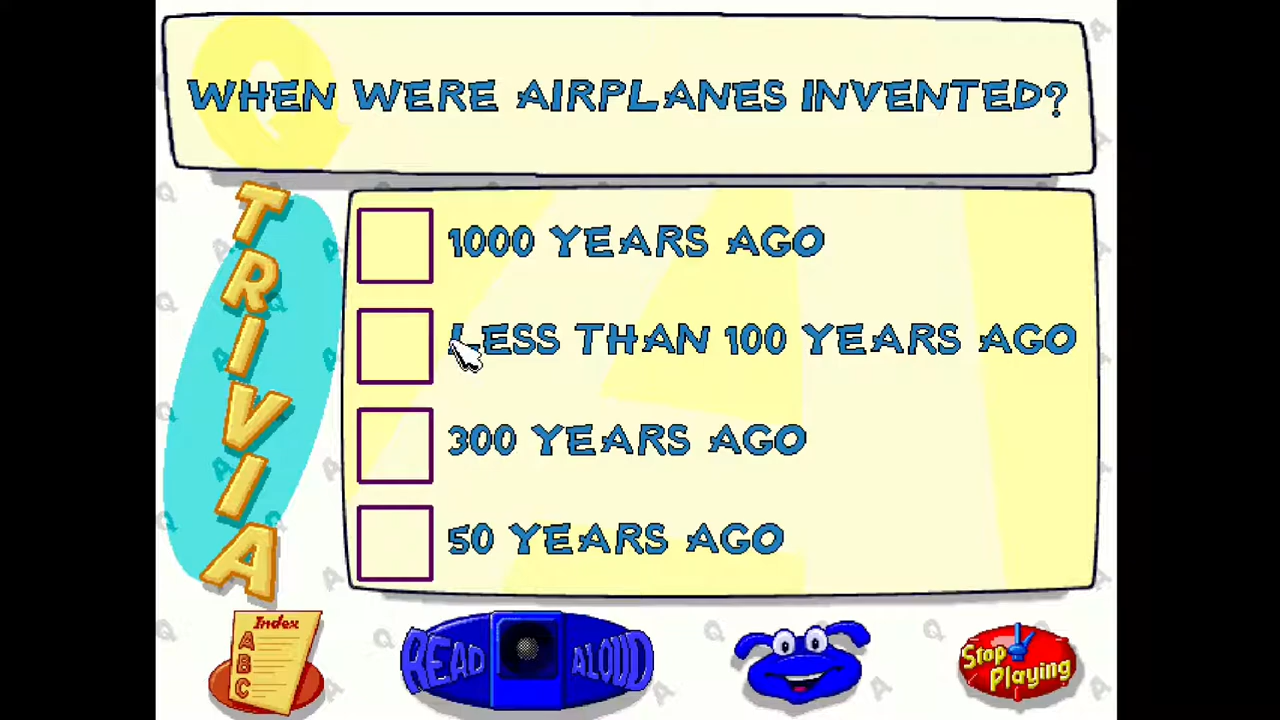 WHEN WERE AIRPLANES INVENTED?
TRIVIA
1000 YEARS AGO
LESS THAN 100 YEARS AGO
300 YEARS AGO
50 YEARS AGO
Index
A
B
C
READ ALOUD
Stop
Playing